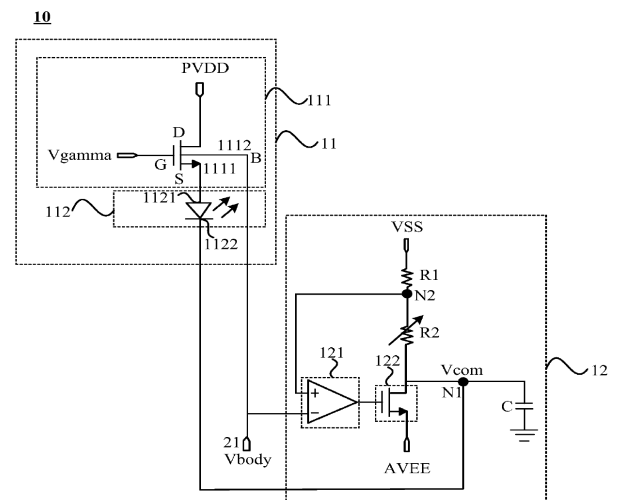 10
PVDD
111
D
1112
Vgamma
G
B
11
1111
S
1121
112
1122
VSS
R1
N2
R2
121
122
Vcom
12
N1
+
−
C
21
Vbody
AVEE